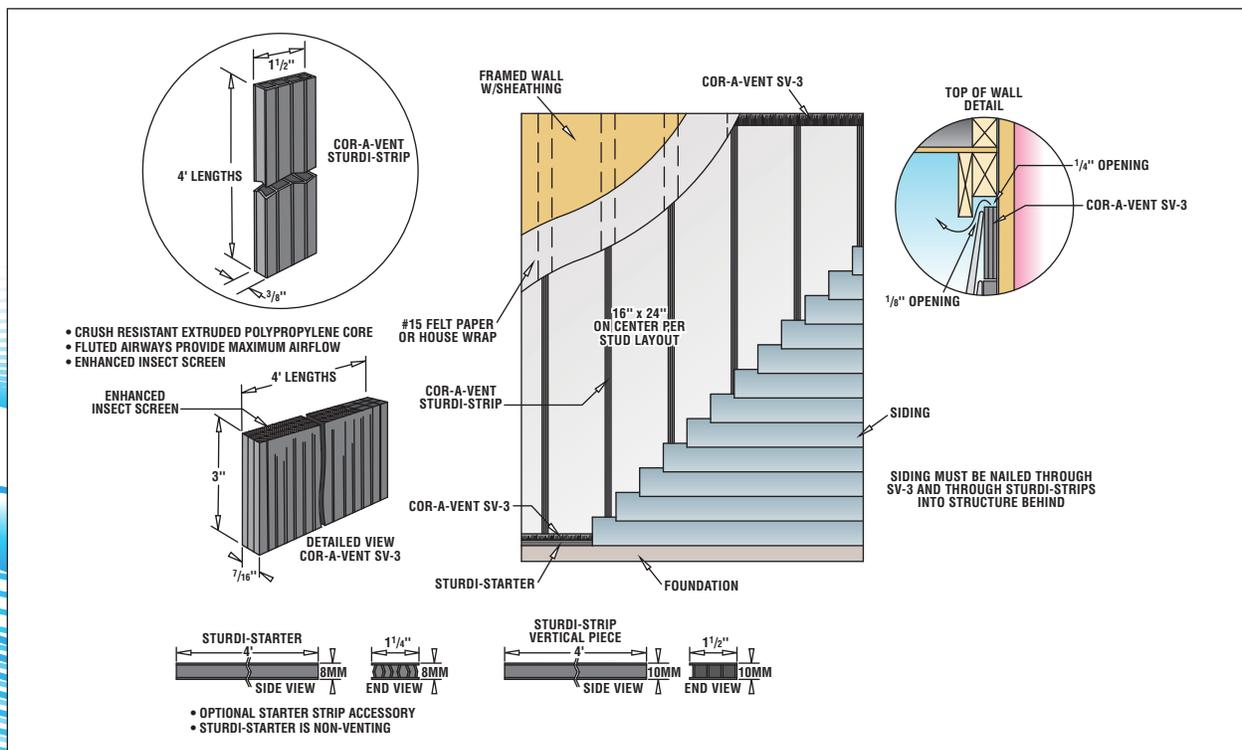 1 1/2"
COR-A-VENT
STURDI-STRIP
4' LENGTHS
3/8"
• CRUSH RESISTANT EXTRUDED POLYPROPYLENE CORE
• FLUTED AIRWAYS PROVIDE MAXIMUM AIRFLOW
• ENHANCED INSECT SCREEN
4' LENGTHS
ENHANCED
INSECT SCREEN
3"
DETAILED VIEW
COR-A-VENT SV-3
7/16"
FRAMED WALL
W/SHEATHING
COR-A-VENT SV-3
#15 FELT PAPER
OR HOUSE WRAP
16" x 24"
ON CENTER PER
STUD LAYOUT
COR-A-VENT
STURDI-STRIP
SIDING
COR-A-VENT SV-3
STURDI-STARTER
FOUNDATION
TOP OF WALL
DETAIL
1/4" OPENING
COR-A-VENT SV-3
1/8" OPENING
SIDING MUST BE NAILED THROUGH
SV-3 AND THROUGH STURDI-STRIPS
INTO STRUCTURE BEHIND
STURDI-STARTER
4'
8MM
SIDE VIEW
1 1/4"
8MM
END VIEW
• OPTIONAL STARTER STRIP ACCESSORY
• STURDI-STARTER IS NON-VENTING
STURDI-STRIP
VERTICAL PIECE
4'
10MM
SIDE VIEW
1 1/2"
10MM
END VIEW